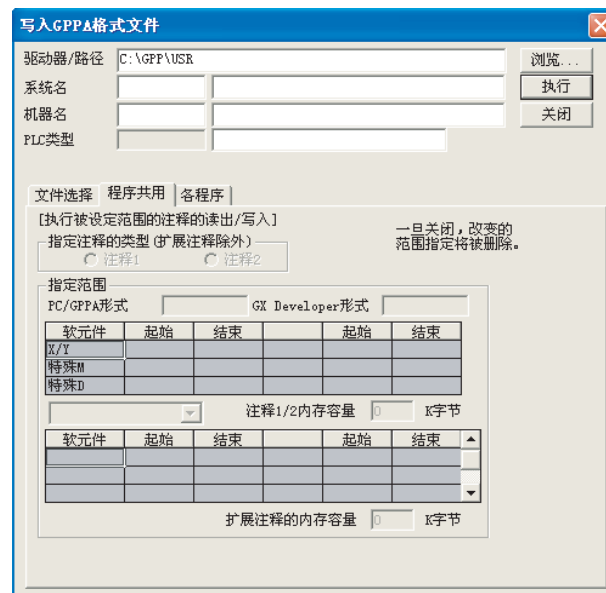 写入GPPA格式文件
驱动器/路径 C:\GPP\USR 浏览...
系统名 执行
机器名 关闭
PLC类型
文件选择 程序共用 各程序
[执行被设定范围的注释的读出/写入]
一旦关闭，改变的
范围指定将被删除。
指定注释的类型(扩展注释除外)
注释1 注释2
指定范围
PC/GPPA形式 GX Developer形式
软元件 起始 结束 起始 结束
X/Y
特殊M
特殊D
注释1/2内存容量 0 K字节
软元件 起始 结束 起始 结束
扩展注释的内存容量 0 K字节